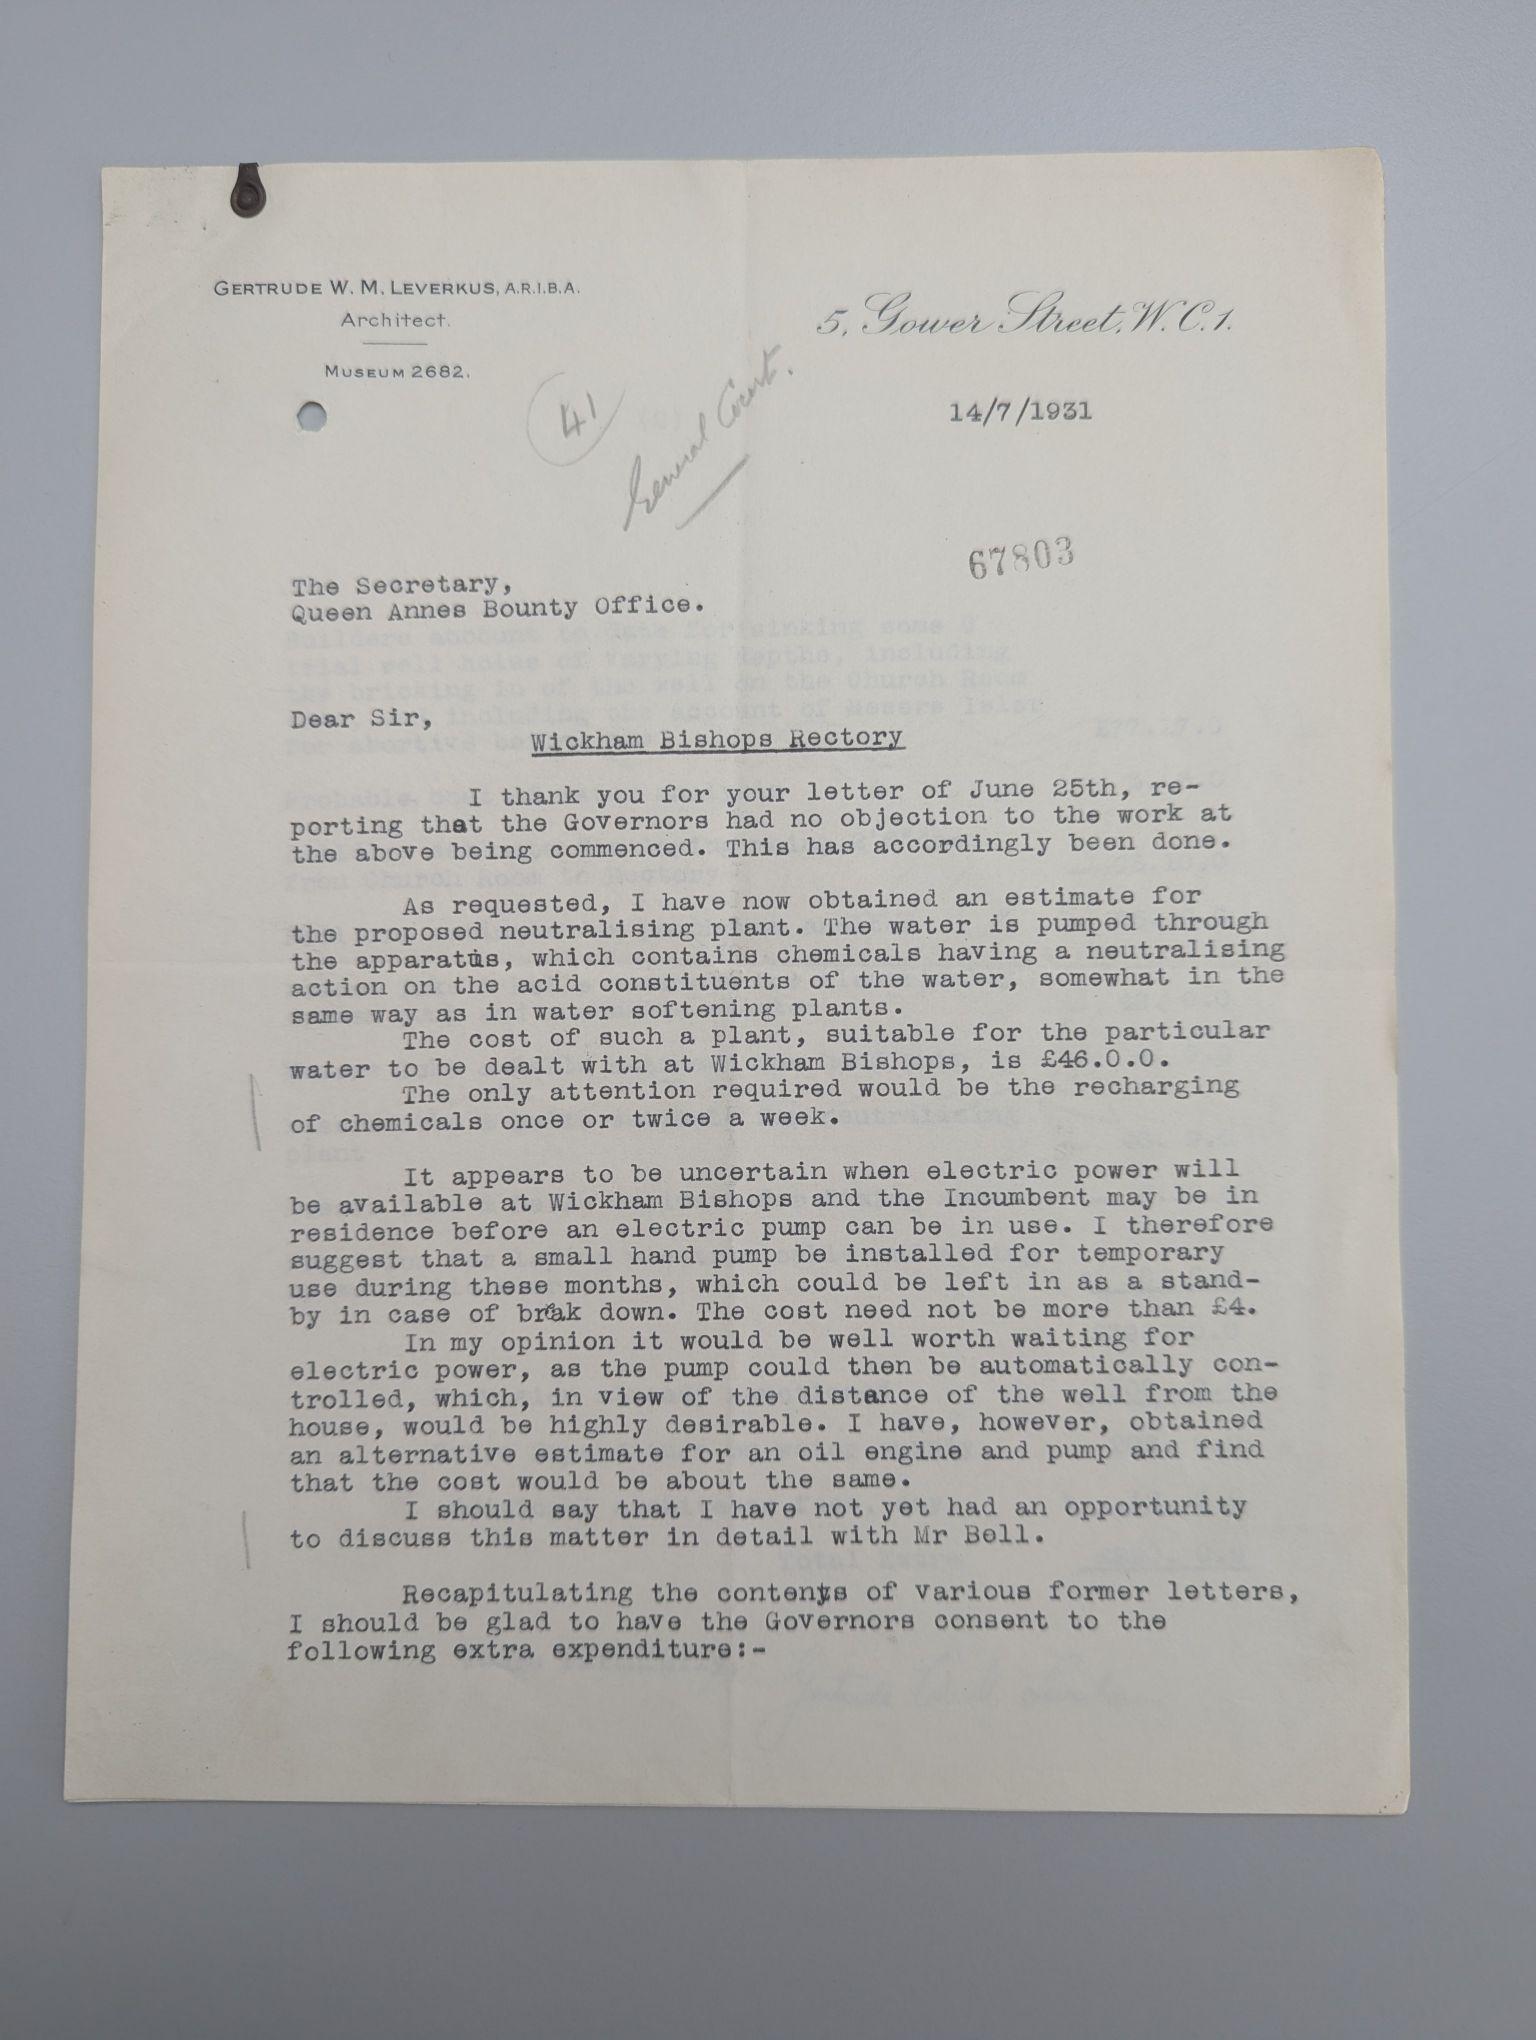 GERTRUDE W. M. LEVERKUS, A.R.I.B.A.
Architect.
MUSEUM 2682.
5, Gower Street, W.C.1.
14/7/1931
41
General Court.
67803
The Secretary,
Queen Annes Bounty Office.
Dear Sir,
Wickham Bishops Rectory
I thank you for your letter of June 25th, re-
porting that the Governors had no objection to the work at
the above being commenced. This has accordingly been done.
As requested, I have now obtained an estimate for
the proposed neutralising plant. The water is pumped through
the apparatus, which contains chemicals having a neutralising
action on the acid constituents of the water, somewhat in the
same way as in water softening plants.
The cost of such a plant, suitable for the particular
water to be dealt with at Wickham Bishops, is £46.0.0.
The only attention required would be the recharging
of chemicals once or twice a week.
It appears to be uncertain when electric power will
be available at Wickham Bishops and the Incumbent may be in
residence before an electric pump can be in use. I therefore
suggest that a small hand pump be installed for temporary
use during these months, which could be left in as a stand-
by in case of break down. The cost need not be more than £4.
In my opinion it would be well worth waiting for
electric power, as the pump could then be automatically con-
trolled, which, in view of the distance of the well from the
house, would be highly desirable. I have, however, obtained
an alternative estimate for an oil engine and pump and find
that the cost would be about the same.
I should say that I have not yet had an opportunity
to discuss this matter in detail with Mr Bell.
Recapitulating the contents of various former letters,
I should be glad to have the Governors consent to the
following extra expenditure:-